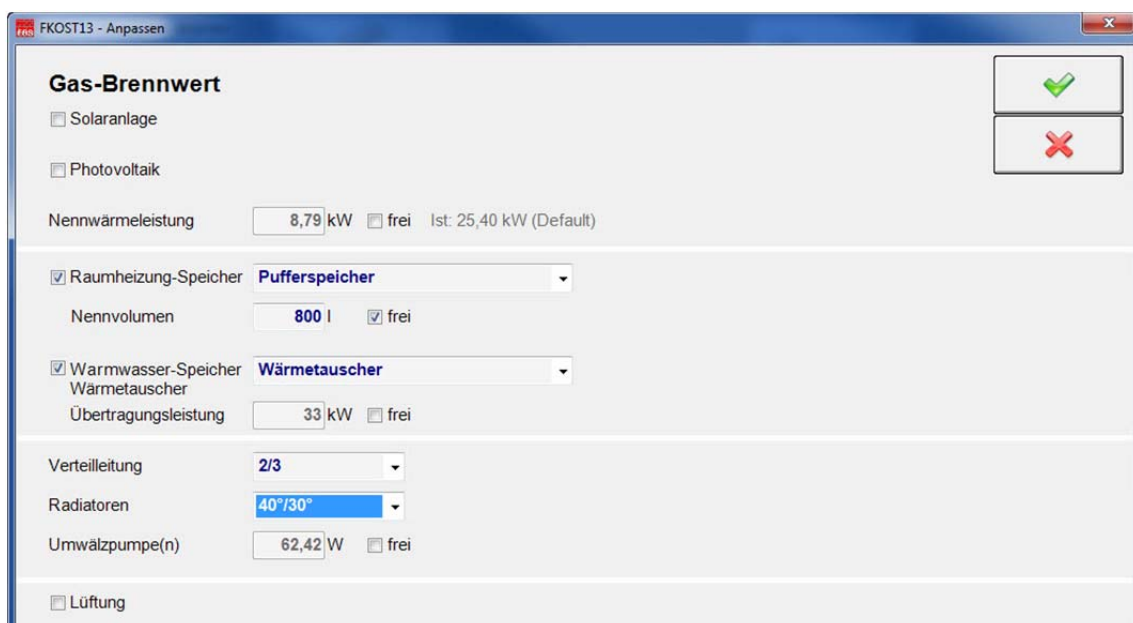 FKOST13 - Anpassen
Gas-Brennwert
Solaranlage
Photovoltaik
Nennwärmeleistung 8,79 kW frei Ist: 25,40 kW (Default)
Raumheizung-Speicher Pufferspeicher
Nennvolumen 800 l frei
Warmwasser-Speicher Wärmetauscher
Wärmetauscher
Übertragungsleistung 33 kW frei
Verteilleitung 2/3
Radiatoren 40°/30°
Umwälzpumpe(n) 62,42 W frei
Lüftung